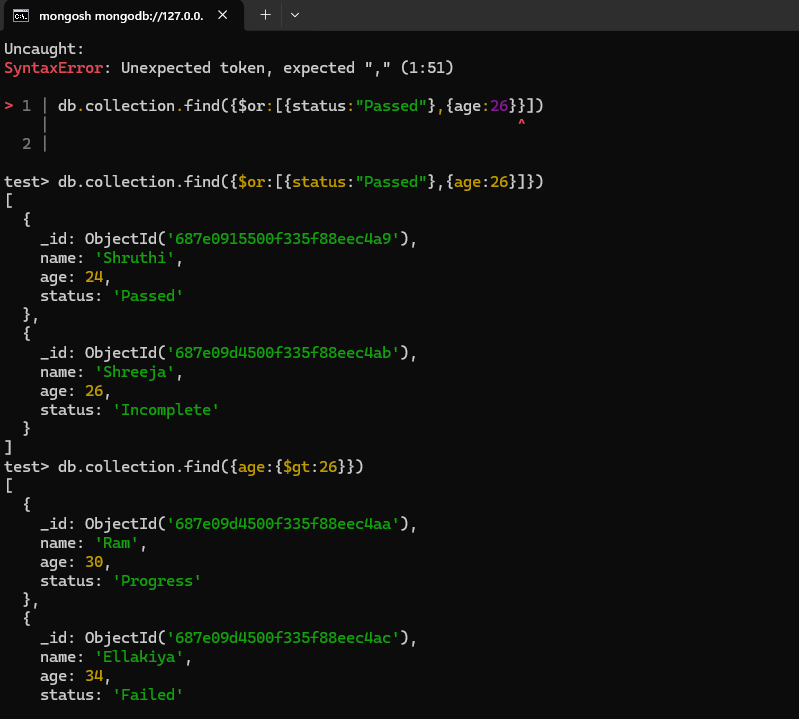 mongosh mongodb://127.0.0.
Uncaught:
SyntaxError: Unexpected token, expected "," (1:51)
> 1 | db.collection.find({$or:[{status:"Passed"},{age:26}}])
| ^
2 |
test> db.collection.find({$or:[{status:"Passed"},{age:26}]})
[
{
_id: ObjectId('687e0915500f335f88eec4a9'),
name: 'Shruthi',
age: 24,
status: 'Passed'
},
{
_id: ObjectId('687e09d4500f335f88eec4ab'),
name: 'Shreeja',
age: 26,
status: 'Incomplete'
}
]
test> db.collection.find({age:{$gt:26}})
[
{
_id: ObjectId('687e09d4500f335f88eec4aa'),
name: 'Ram',
age: 30,
status: 'Progress'
},
{
_id: ObjectId('687e09d4500f335f88eec4ac'),
name: 'Ellakiya',
age: 34,
status: 'Failed'